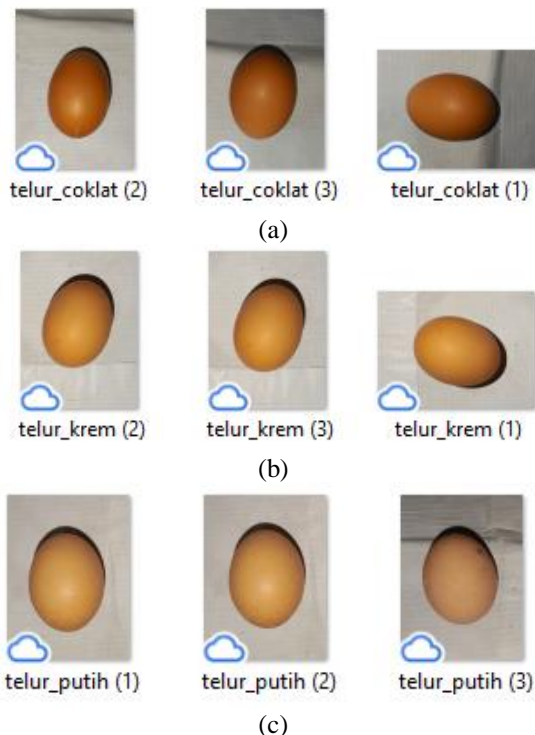 telur_coklat (2) telur_coklat (3) telur_coklat (1)
(a)
telur_krem (2) telur_krem (3) telur_krem (1)
(b)
telur_putih (1) telur_putih (2) telur_putih (3)
(c)